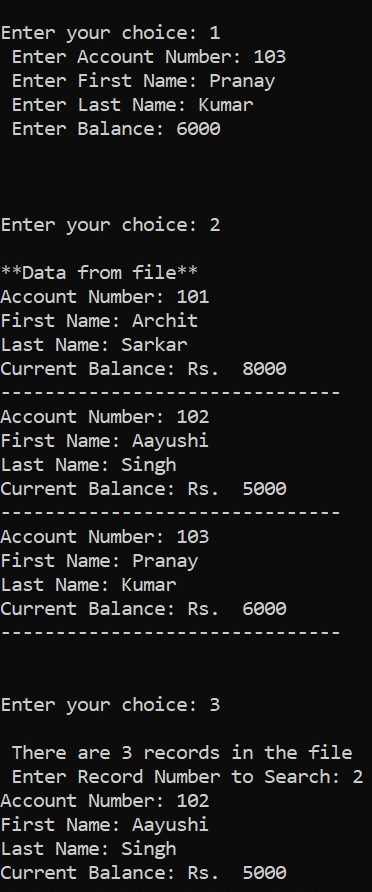 Enter your choice: 1
Enter Account Number: 103
Enter First Name: Pranay
Enter Last Name: Kumar
Enter Balance: 6000
Enter your choice: 2
**Data from file**
Account Number: 101
First Name: Archit
Last Name: Sarkar
Current Balance: Rs.  8000
-------------------------------
Account Number: 102
First Name: Aayushi
Last Name: Singh
Current Balance: Rs.  5000
-------------------------------
Account Number: 103
First Name: Pranay
Last Name: Kumar
Current Balance: Rs.  6000
-------------------------------
Enter your choice: 3
There are 3 records in the file
Enter Record Number to Search: 2
Account Number: 102
First Name: Aayushi
Last Name: Singh
Current Balance: Rs.  5000